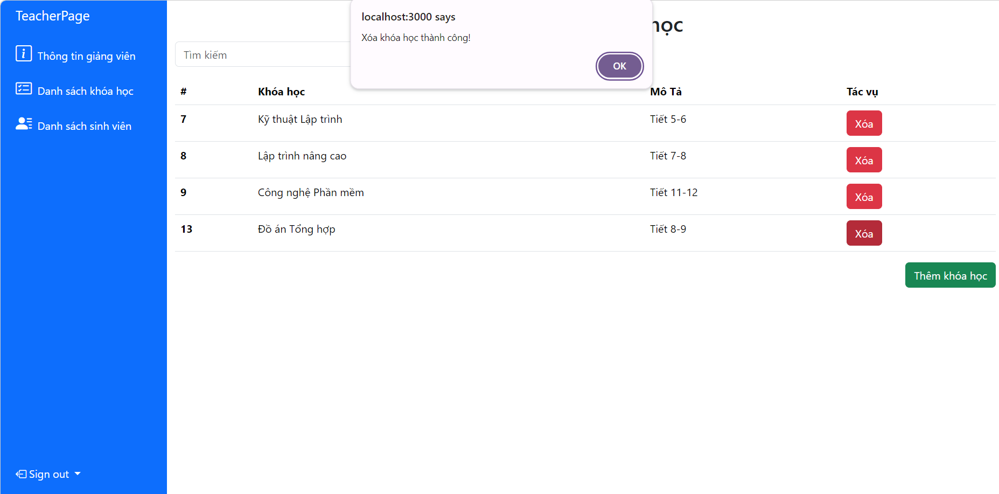 TeacherPage
Thông tin giảng viên
Danh sách khóa học
Danh sách sinh viên
Sign out
localhost:3000 says
Xóa khóa học thành công!
OK
học
Tìm kiếm
# Khóa học Mô Tả Tác vụ
7 Kỹ thuật Lập trình Tiết 5-6 Xóa
8 Lập trình nâng cao Tiết 7-8 Xóa
9 Công nghệ Phần mềm Tiết 11-12 Xóa
13 Đồ án Tổng hợp Tiết 8-9 Xóa
Thêm khóa học